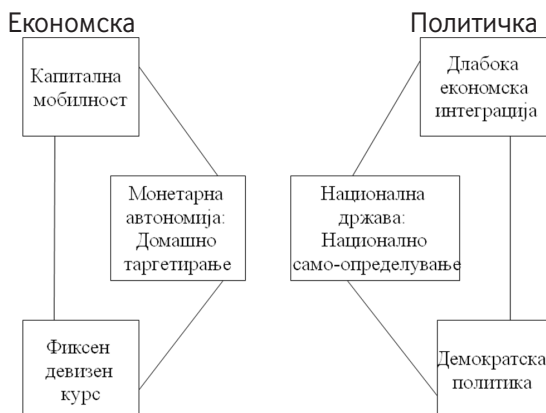 Економска
Капитална
мобилност
Монетарна
автономија:
Домашно
таргетирање
Фиксен
девизен
курс
Политичка
Длабока
економска
интеграција
Национална
држава:
Национално
само-определување
Демократска
политика